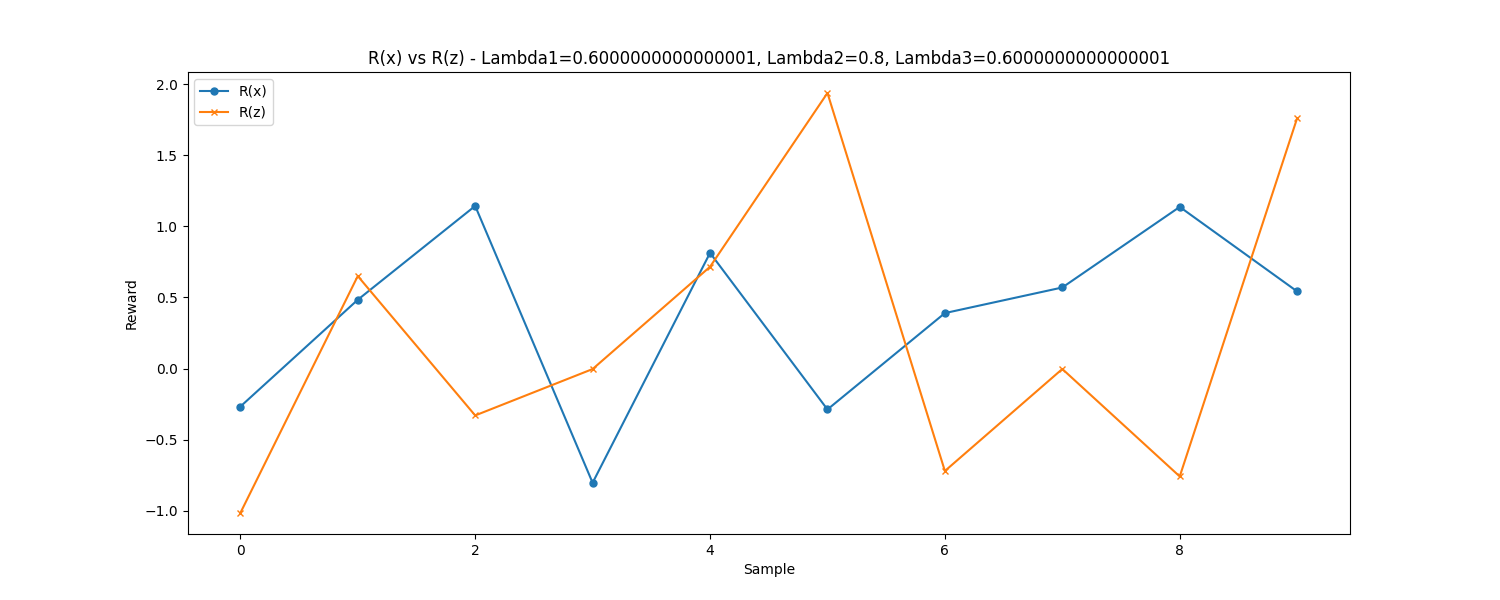 R(x) vs R(z) - Lambda1=0.6000000000000001, Lambda2=0.8, Lambda3=0.6000000000000001
R(x)
R(z)
2.0
1.5
1.0
0.5
0.0
−0.5
−1.0
Reward
0 2 4 6 8
Sample